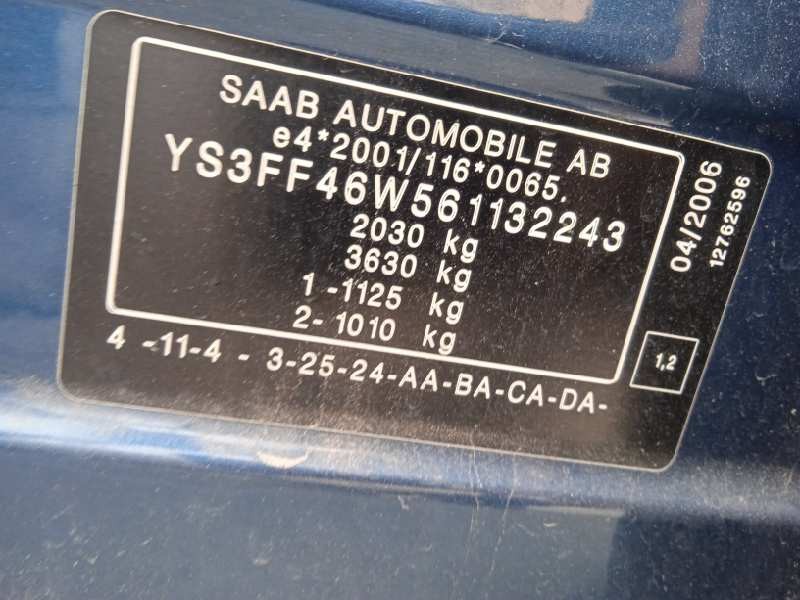 SAAB AUTOMOBILE AB
e4*2001/116*0065.
YS3FF46W561132243
2030 kg
3630 kg
1 -1125 kg
2- 1010 kg
4 -11-4 - 3-25-24-AA-BA-CA-DA-
04/2006
12762596
1,2